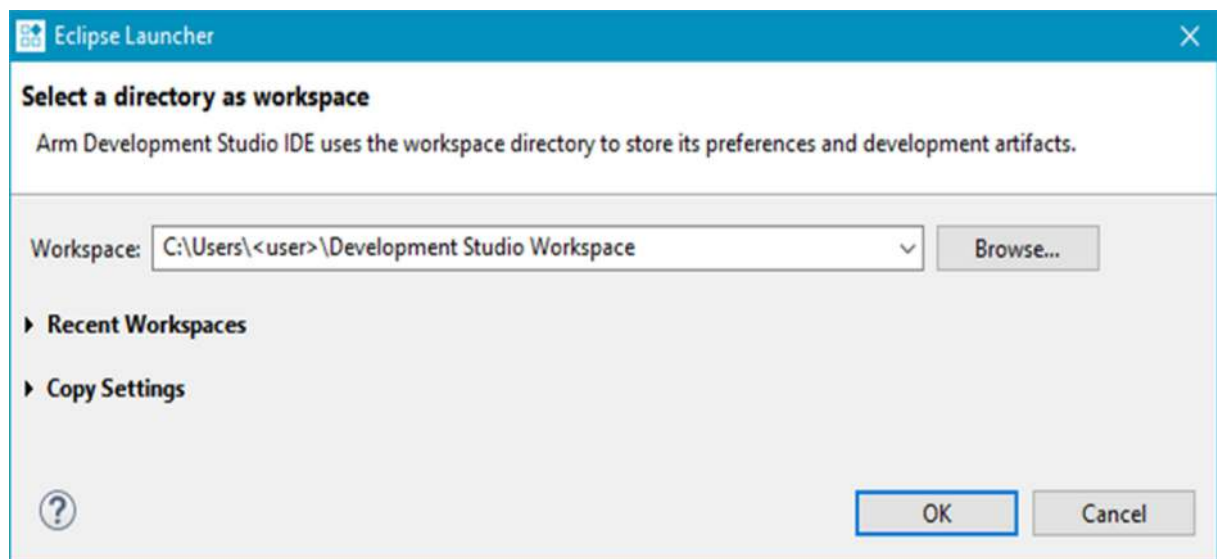 Eclipse Launcher
Select a directory as workspace
Arm Development Studio IDE uses the workspace directory to store its preferences and development artifacts.
Workspace: C:\Users\<user>\Development Studio Workspace Browse...
Recent Workspaces
Copy Settings
? OK Cancel